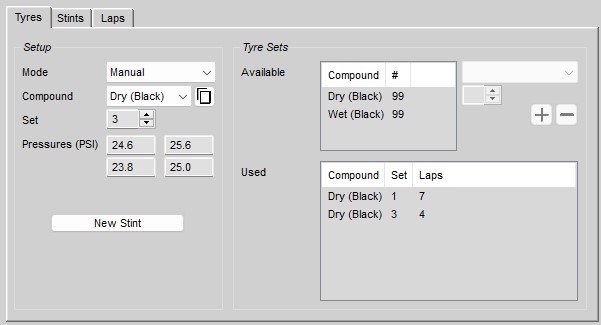 Tyres Stints Laps
Setup
Mode Manual
Compound Dry (Black)
Set 3
Pressures (PSI) 24.6 25.6
23.8 25.0
New Stint
Tyre Sets
Available
Compound #
Dry (Black) 99
Wet (Black) 99
Used
Compound Set Laps
Dry (Black) 1 7
Dry (Black) 3 4